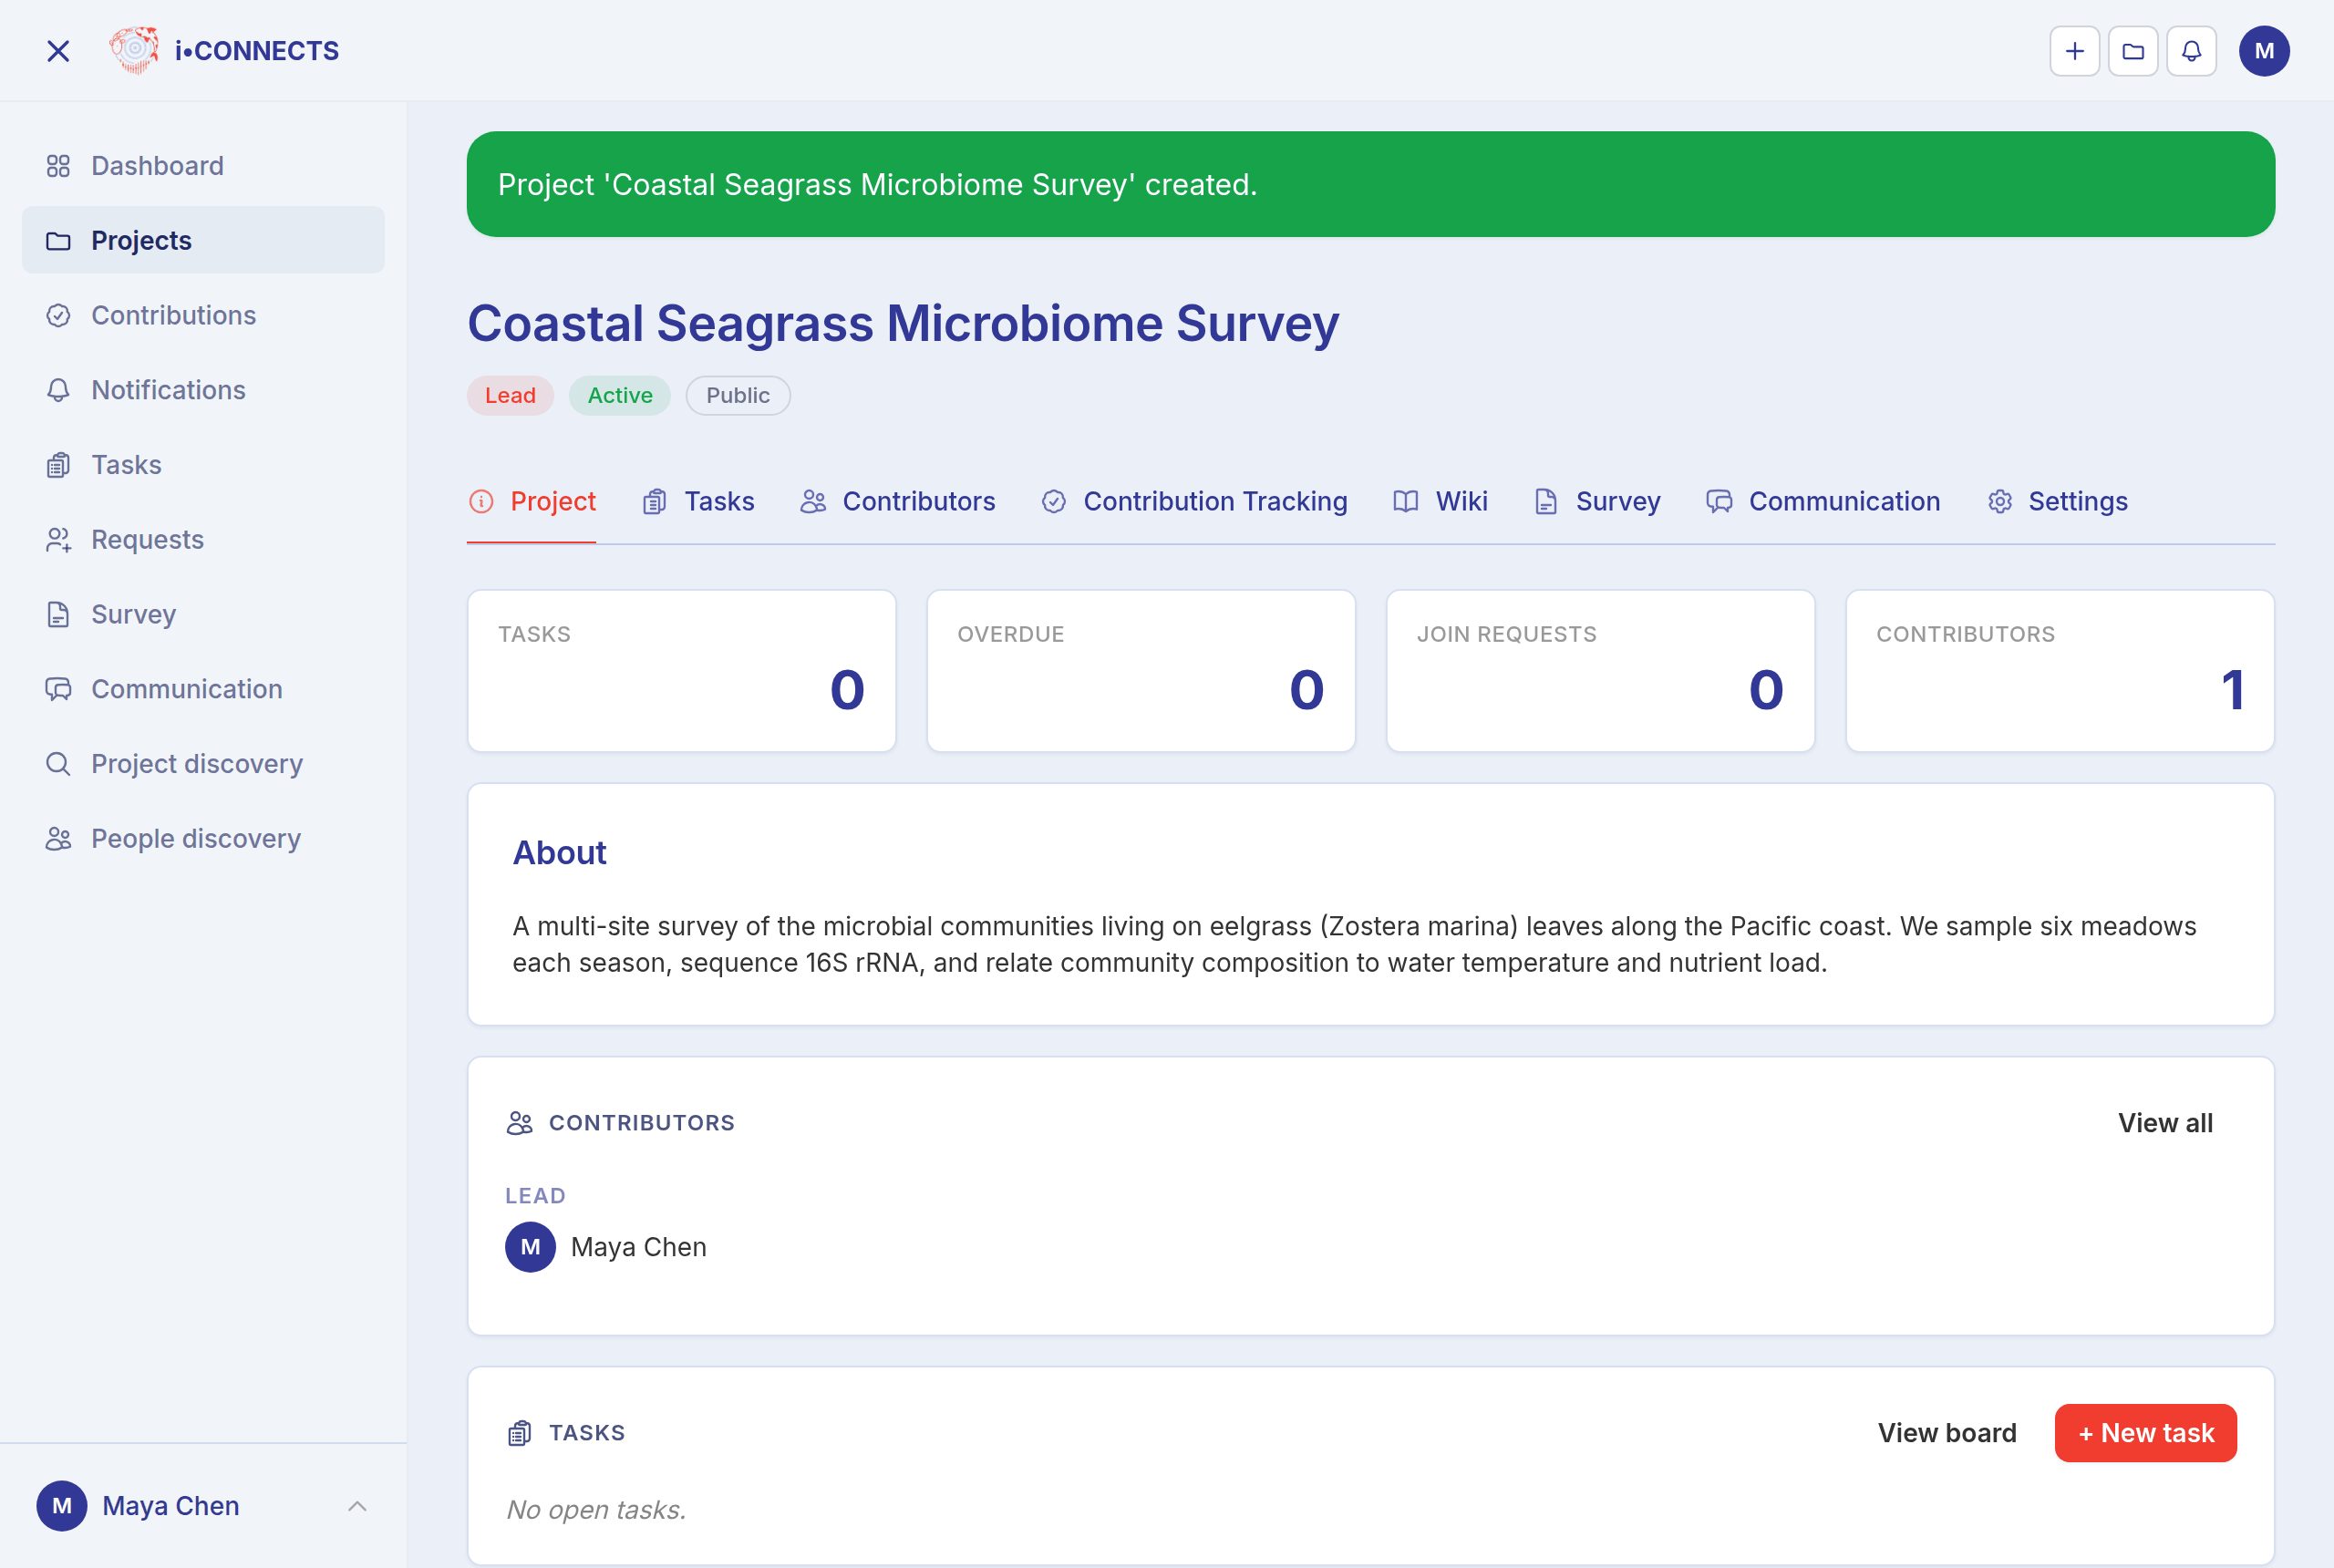 i•CONNECTS
M
Dashboard
Projects
Contributions
Notifications
Tasks
Requests
Survey
Communication
Project discovery
People discovery
M Maya Chen
Project 'Coastal Seagrass Microbiome Survey' created.
Coastal Seagrass Microbiome Survey
Lead Active Public
Project Tasks Contributors Contribution Tracking Wiki Survey Communication Settings
TASKS OVERDUE JOIN REQUESTS CONTRIBUTORS
0 0 0 1
About
A multi-site survey of the microbial communities living on eelgrass (Zostera marina) leaves along the Pacific coast. We sample six meadows
each season, sequence 16S rRNA, and relate community composition to water temperature and nutrient load.
CONTRIBUTORS View all
LEAD
M Maya Chen
TASKS View board + New task
No open tasks.